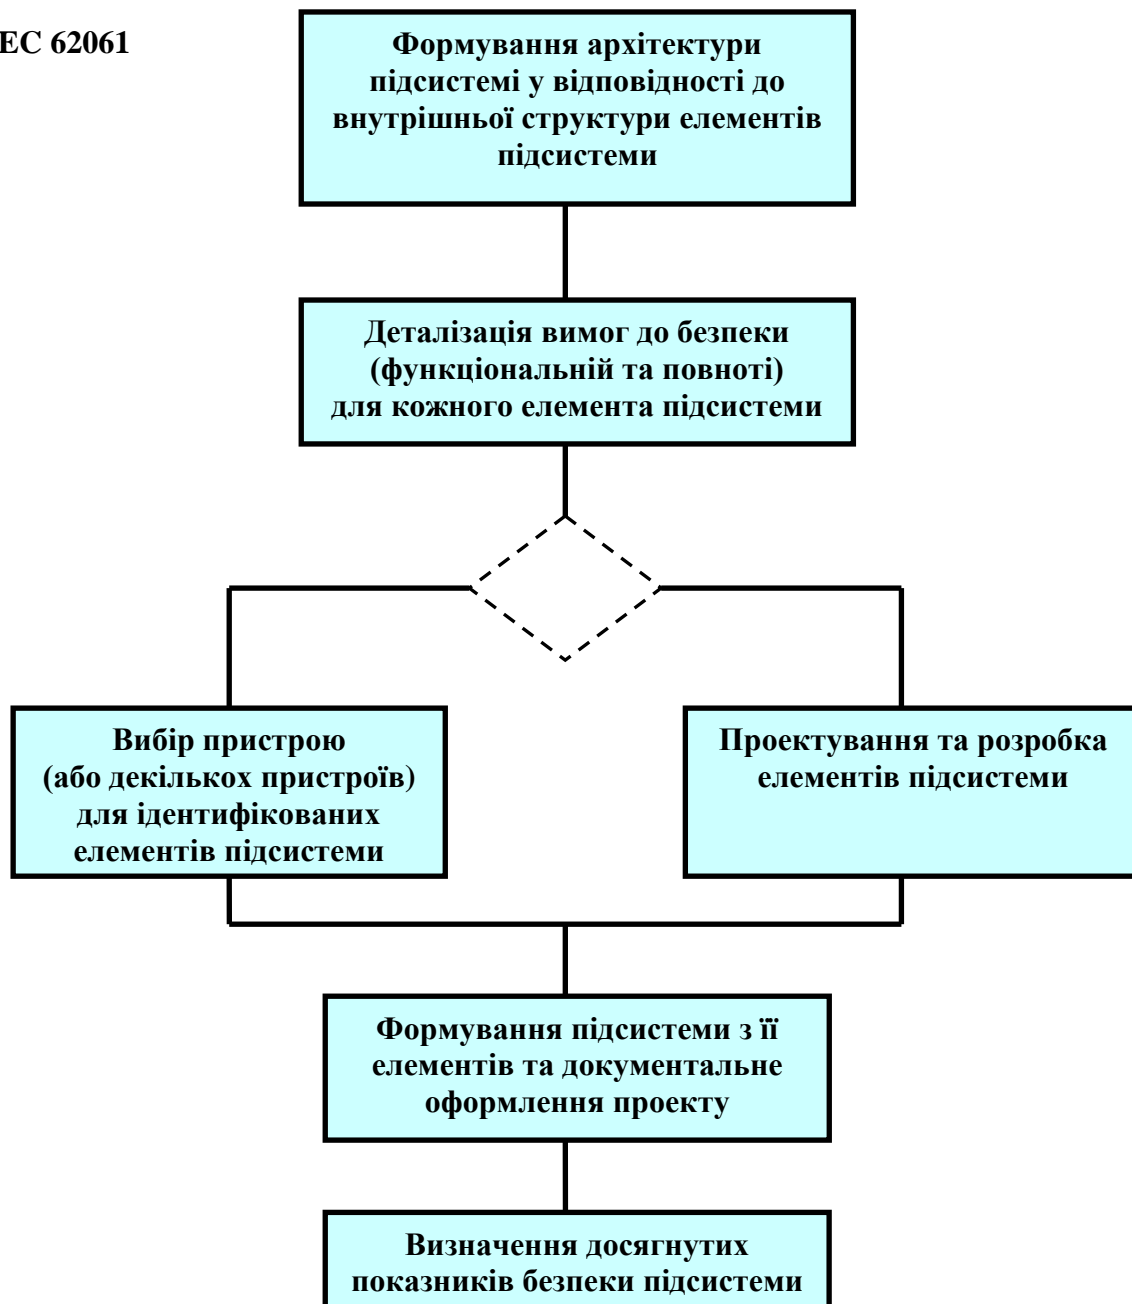 EC 62061
Формування архітектури
підсистемі у відповідності до
внутрішньої структури елементів
підсистеми
Деталізація вимог до безпеки
(функціональній та повноті)
для кожного елемента підсистеми
Вибір пристрою
(або декількох пристроїв)
для ідентифікованих
елементів підсистеми
Проектування та розробка
елементів підсистеми
Формування підсистеми з її
елементів та документальне
оформлення проекту
Визначення досягнутих
показників безпеки підсистеми